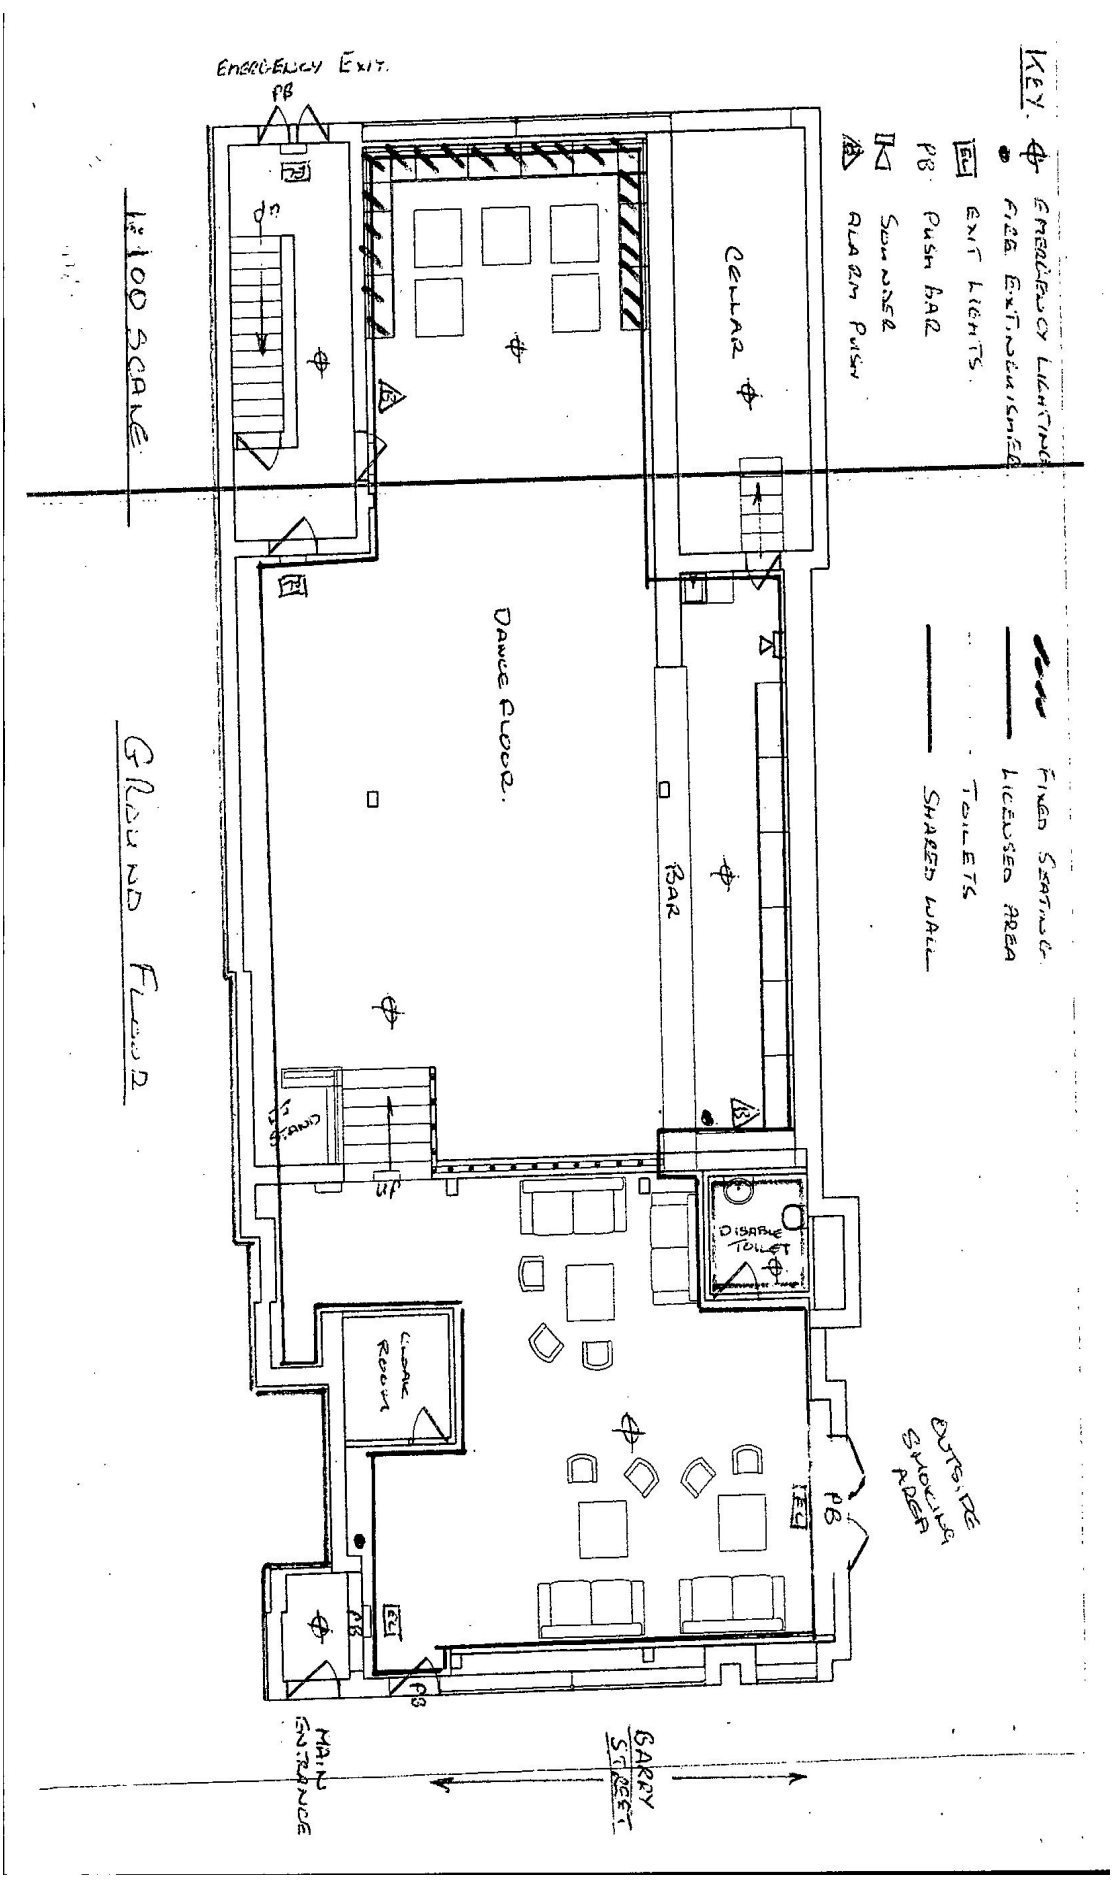 EMERGENCY EXIT.
PB
EL
UP
1:100 SCALE
KEY.
EMERGENCY LIGHTING
FIRE EXTINGUISHER
EL EXIT LIGHTS.
PB PUSH BAR
SOUNDER
B ALARM PUSH
FIXED SEATING.
LICENSED AREA
TOILETS
SHARED WALL
CELLAR
B
EL
DANCE FLOOR.
BAR
B
DJ
STAND
UP
DISABLE
TOILET
CLOAK
ROOM
OUTSIDE
SMOKING
AREA
PB
EL
EL
PB
PB
MAIN
ENTRANCE
BARRY
STREET
GROUND FLOOR